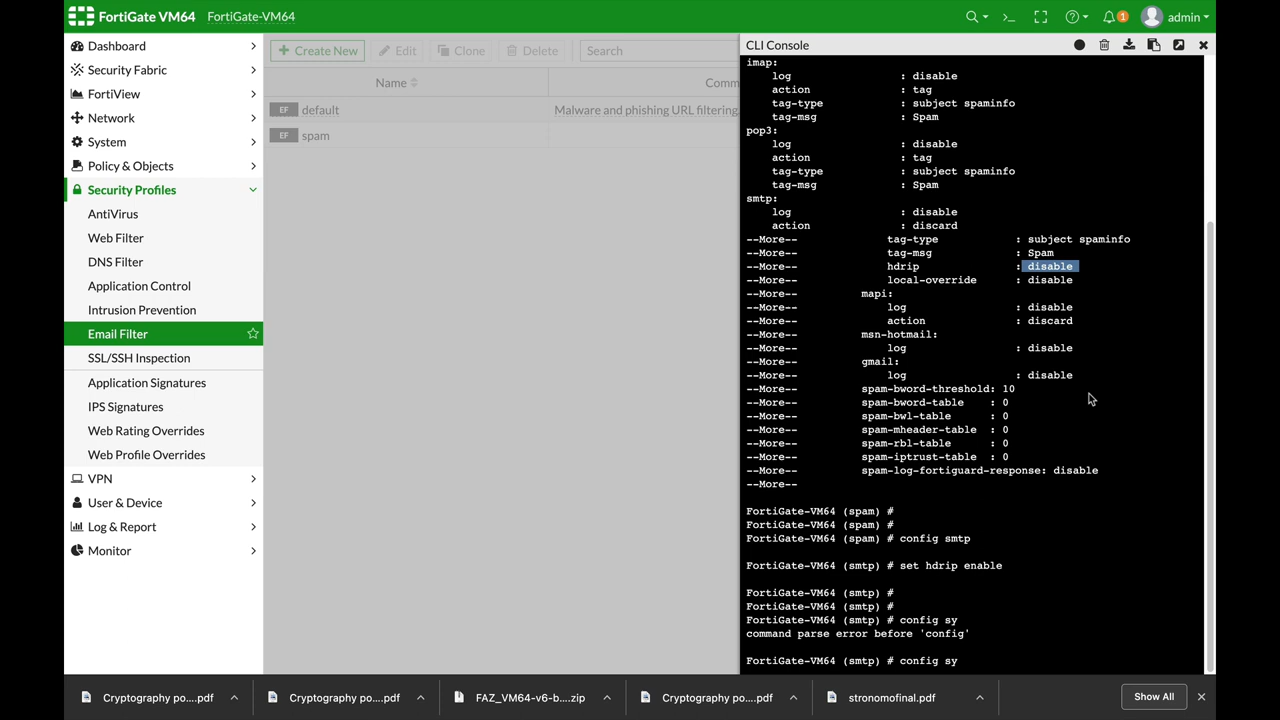 FortiGate VM64 FortiGate-VM64
1 admin
Dashboard
Security Fabric
FortiView
Network
System
Policy & Objects
Security Profiles
AntiVirus
Web Filter
DNS Filter
Application Control
Intrusion Prevention
Email Filter
SSL/SSH Inspection
Application Signatures
IPS Signatures
Web Rating Overrides
Web Profile Overrides
VPN
User & Device
Log & Report
Monitor
+ Create New Edit Clone Delete Search
Name Comm
EF default Malware and phishing URL filtering.
EF spam
CLI Console
imap:
log : disable
action : tag
tag-type : subject spaminfo
tag-msg : Spam
pop3:
log : disable
action : tag
tag-type : subject spaminfo
tag-msg : Spam
smtp:
log : disable
action : discard
--More-- tag-type : subject spaminfo
--More-- tag-msg : Spam
--More-- hdrip : disable
--More-- local-override : disable
--More-- mapi:
--More-- log : disable
--More-- action : discard
--More-- msn-hotmail:
--More-- log : disable
--More-- gmail:
--More-- log : disable
--More-- spam-bword-threshold: 10
--More-- spam-bword-table : 0
--More-- spam-bwl-table : 0
--More-- spam-mheader-table : 0
--More-- spam-rbl-table : 0
--More-- spam-iptrust-table : 0
--More-- spam-log-fortiguard-response: disable
--More--
FortiGate-VM64 (spam) #
FortiGate-VM64 (spam) #
FortiGate-VM64 (spam) # config smtp
FortiGate-VM64 (smtp) # set hdrip enable
FortiGate-VM64 (smtp) #
FortiGate-VM64 (smtp) #
FortiGate-VM64 (smtp) # config sy
command parse error before 'config'
FortiGate-VM64 (smtp) # config sy
Cryptography po....pdf Cryptography po....pdf FAZ_VM64-v6-b....zip Cryptography po....pdf stronomofinal.pdf Show All